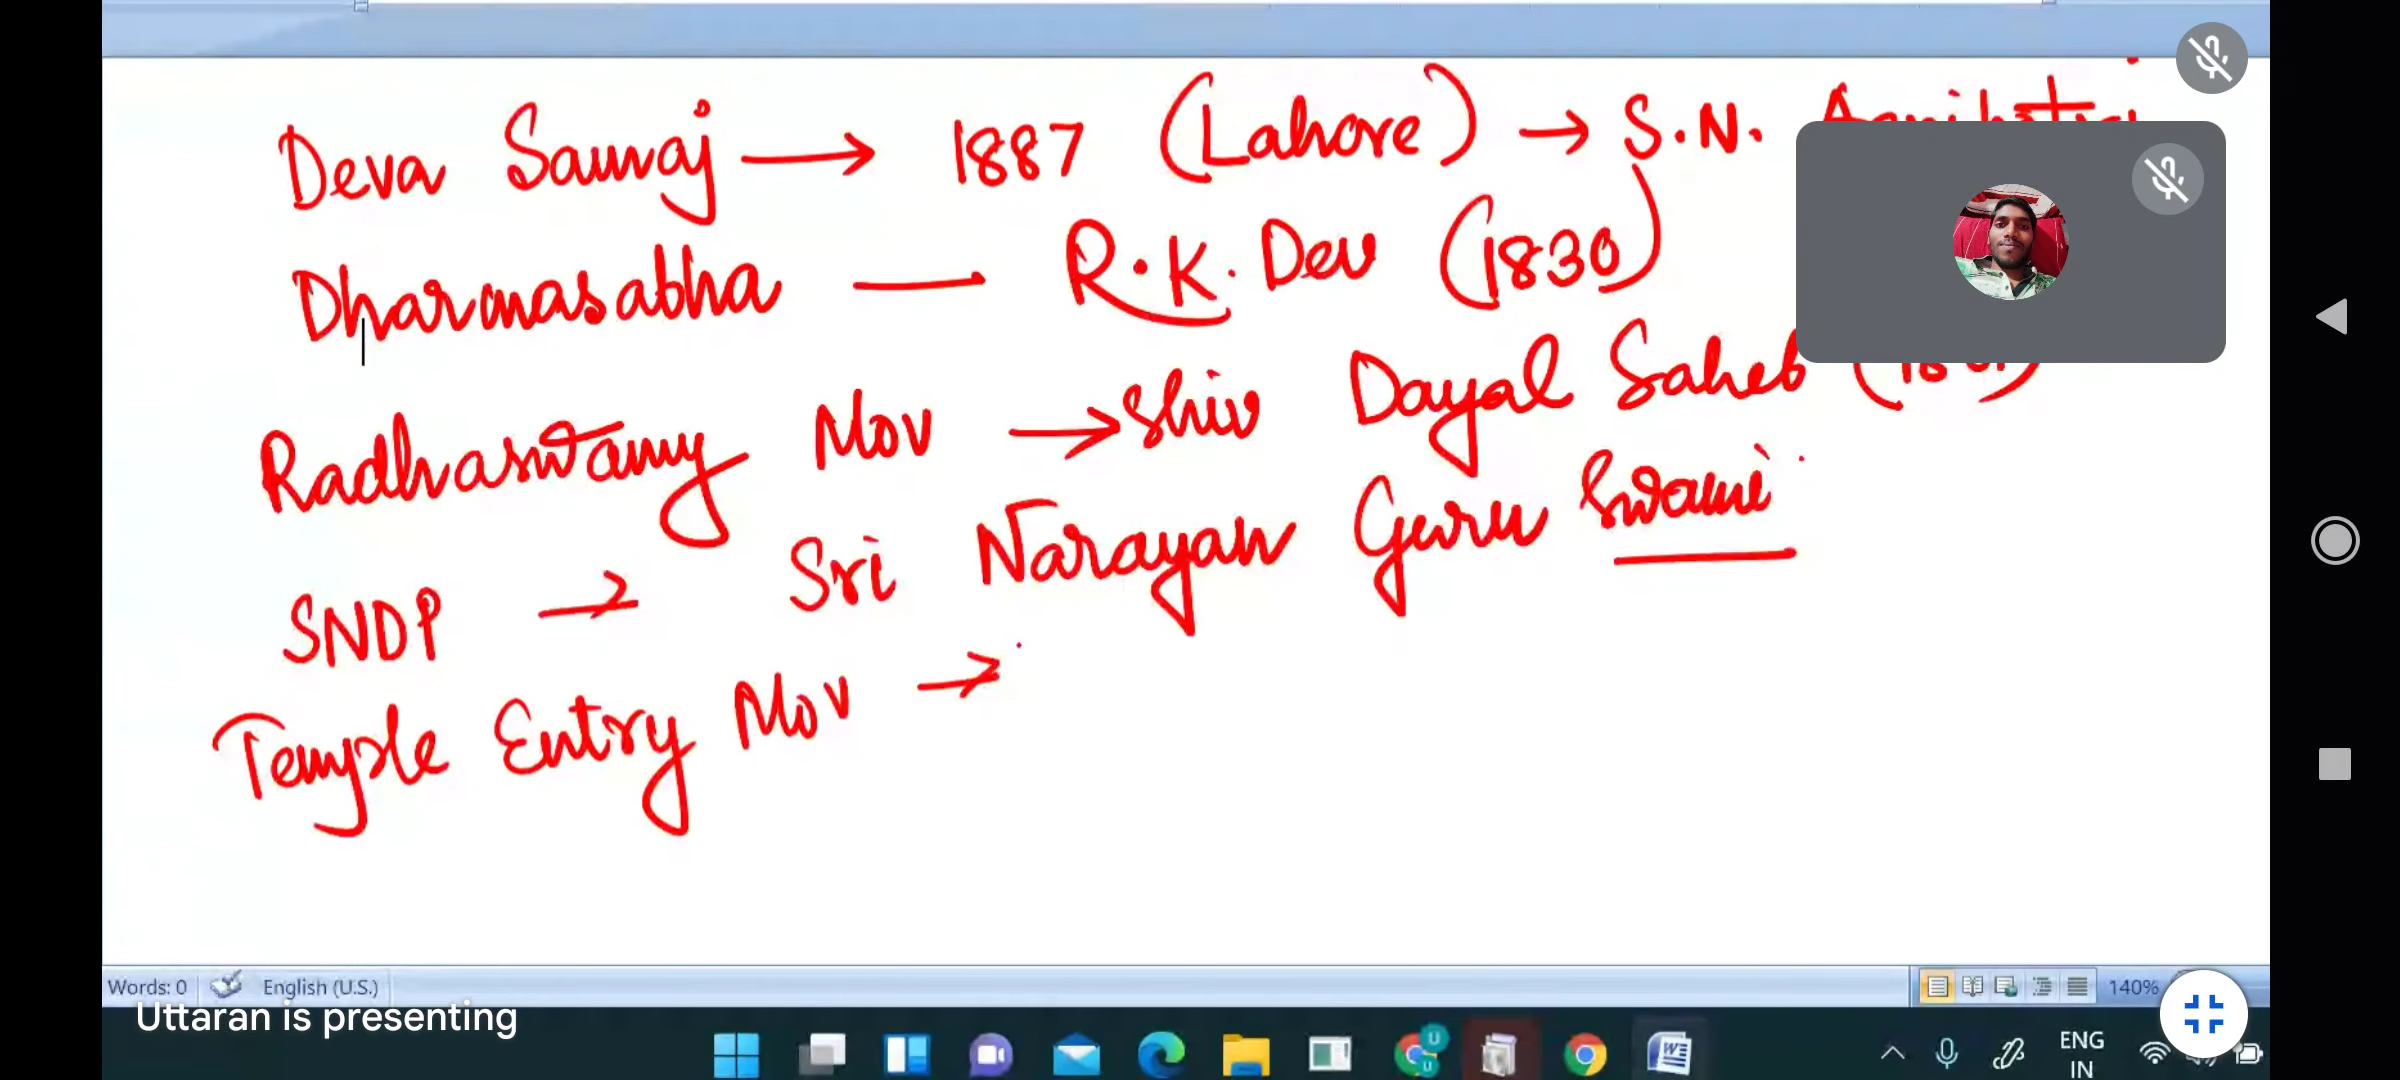 Deva Samaj → 1887 (Lahore) → S.N.
Dharmasabha — R.K. Dev (1830)
Radhaswamy Mov → Shiv Dayal Saheb
SNDP → Sri Narayan Guru Swami
Temple Entry Mov →
Words: 0 English (U.S.) 140%
Uttaran is presenting
ENG
IN